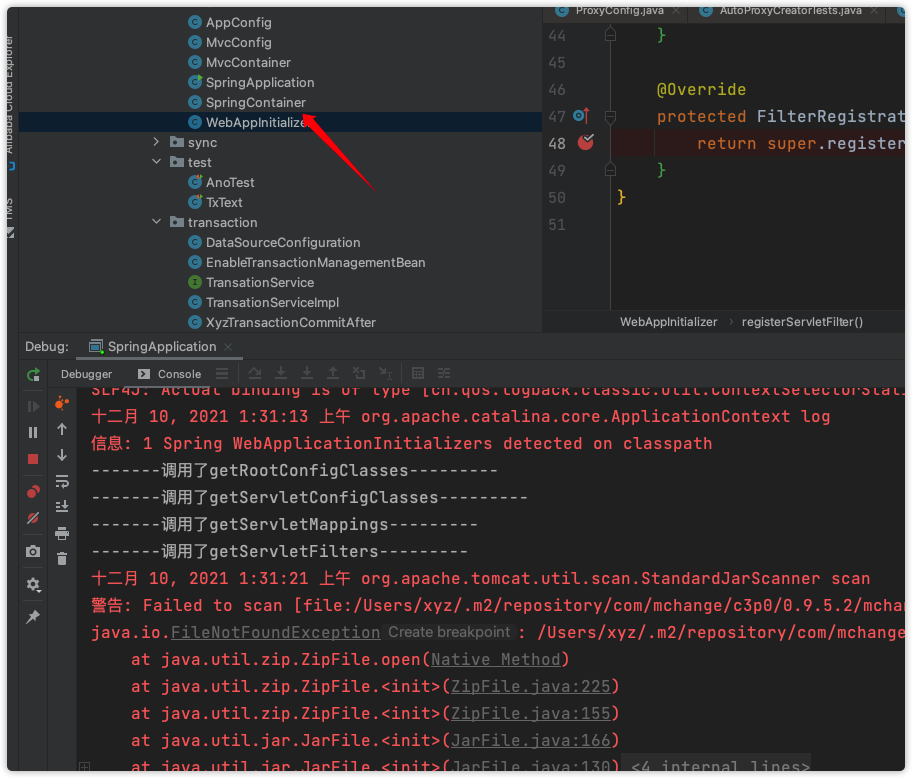 Alibaba Cloud Explorer
TMS
AppConfig
MvcConfig
MvcContainer
SpringApplication
SpringContainer
WebAppInitialize
sync
test
AnoTest
TxText
transaction
DataSourceConfiguration
EnableTransactionManagementBean
TransationService
TransationServiceImpl
XyzTransactionCommitAfter
ProxyConfig.java
AutoProxyCreatorTests.java
44 }
45
46 @Override
47 protected FilterRegistrat
48 return super.register
49 }
50 }
51
WebAppInitializer > registerServletFilter()
Debug: SpringApplication
Debugger Console
SLF4J: Actual binding is of type [ch.qos.logback.classic.util.ContextSelectorStat
十二月 10, 2021 1:31:13 上午 org.apache.catalina.core.ApplicationContext log
信息: 1 Spring WebApplicationInitializers detected on classpath
-------调用了getRootConfigClasses---------
-------调用了getServletConfigClasses---------
-------调用了getServletMappings---------
-------调用了getServletFilters---------
十二月 10, 2021 1:31:21 上午 org.apache.tomcat.util.scan.StandardJarScanner scan
警告: Failed to scan [file:/Users/xyz/.m2/repository/com/mchange/c3p0/0.9.5.2/mchan
java.io.FileNotFoundException Create breakpoint : /Users/xyz/.m2/repository/com/mchange
at java.util.zip.ZipFile.open(Native Method)
at java.util.zip.ZipFile.<init>(ZipFile.java:225)
at java.util.zip.ZipFile.<init>(ZipFile.java:155)
at java.util.jar.JarFile.<init>(JarFile.java:166)
at java.util.jar.JarFile.<init>(JarFile.java:130) <4 internal lines>